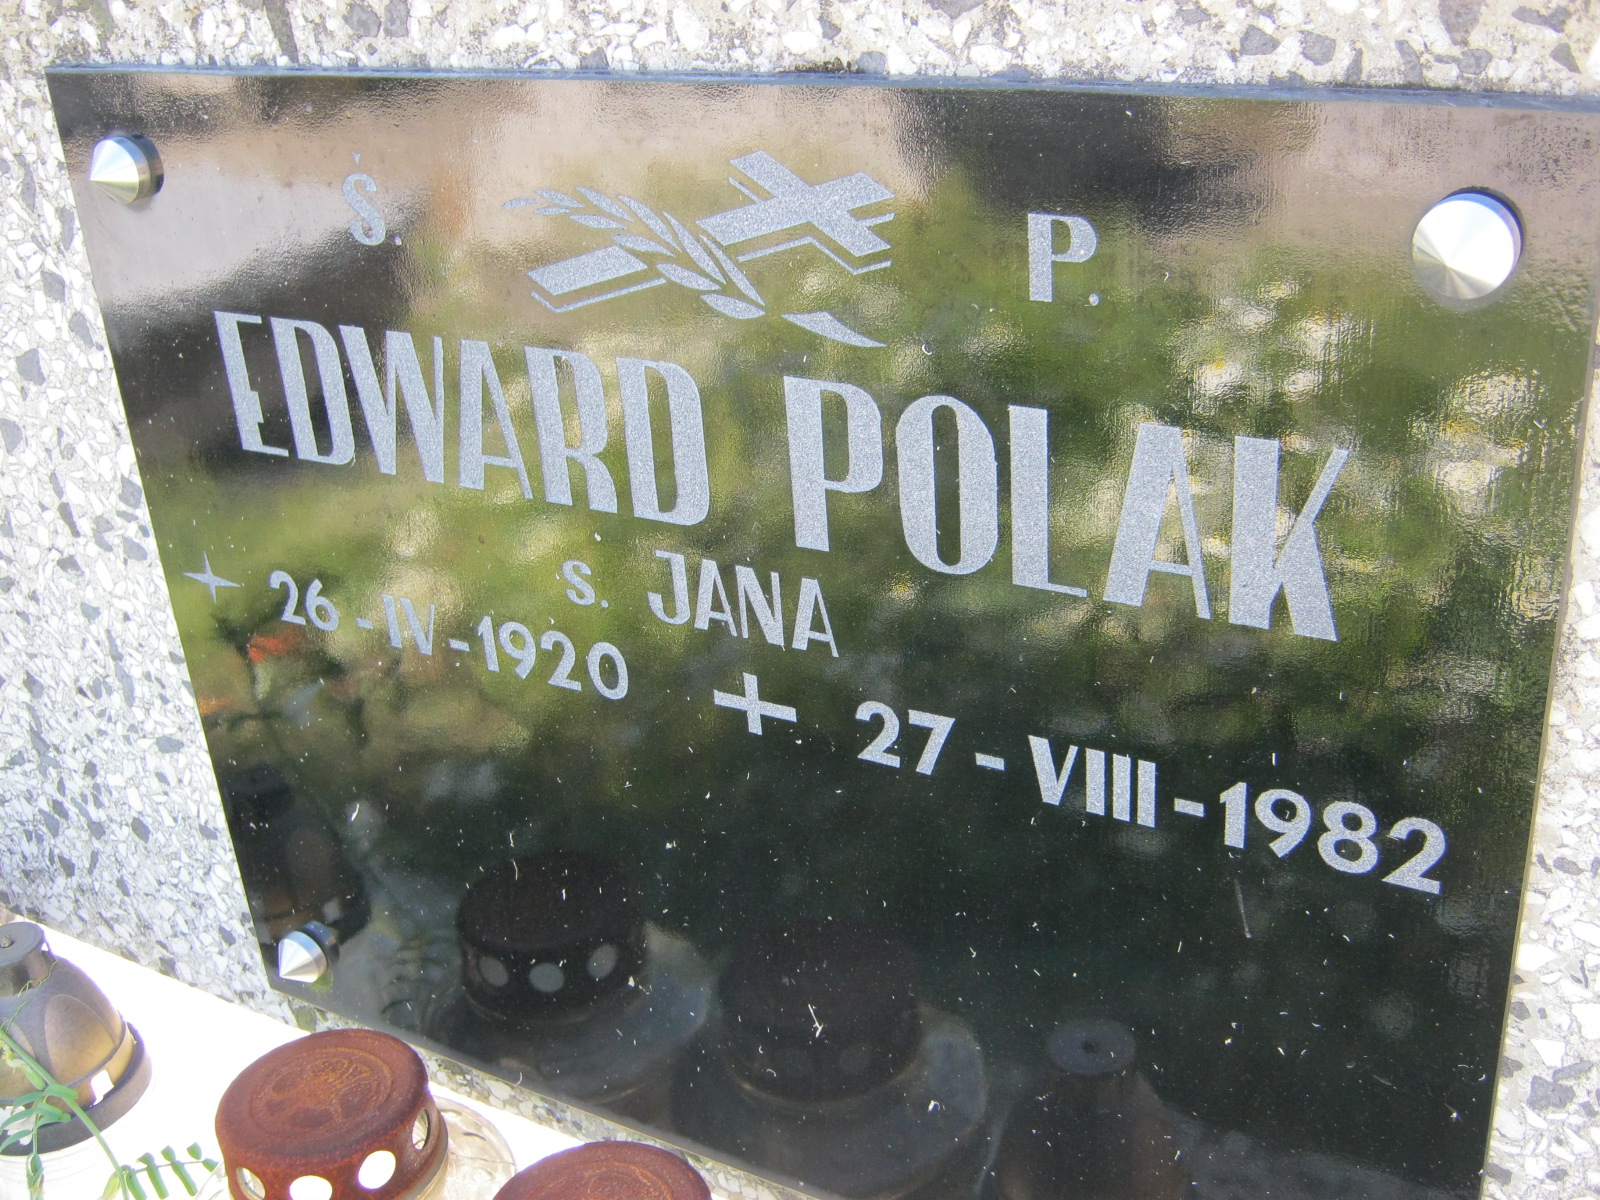 Ś. P.
EDWARD POLAK
s. JANA
26-IV-1920 27-VIII-1982